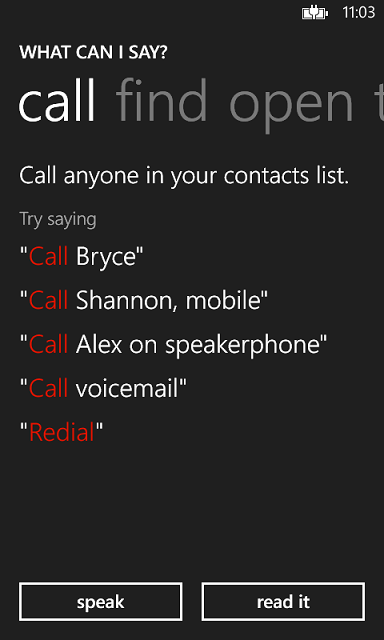 11:03
WHAT CAN I SAY?
call find open
Call anyone in your contacts list.
Try saying
"Call Bryce"
"Call Shannon, mobile"
"Call Alex on speakerphone"
"Call voicemail"
"Redial"
speak read it